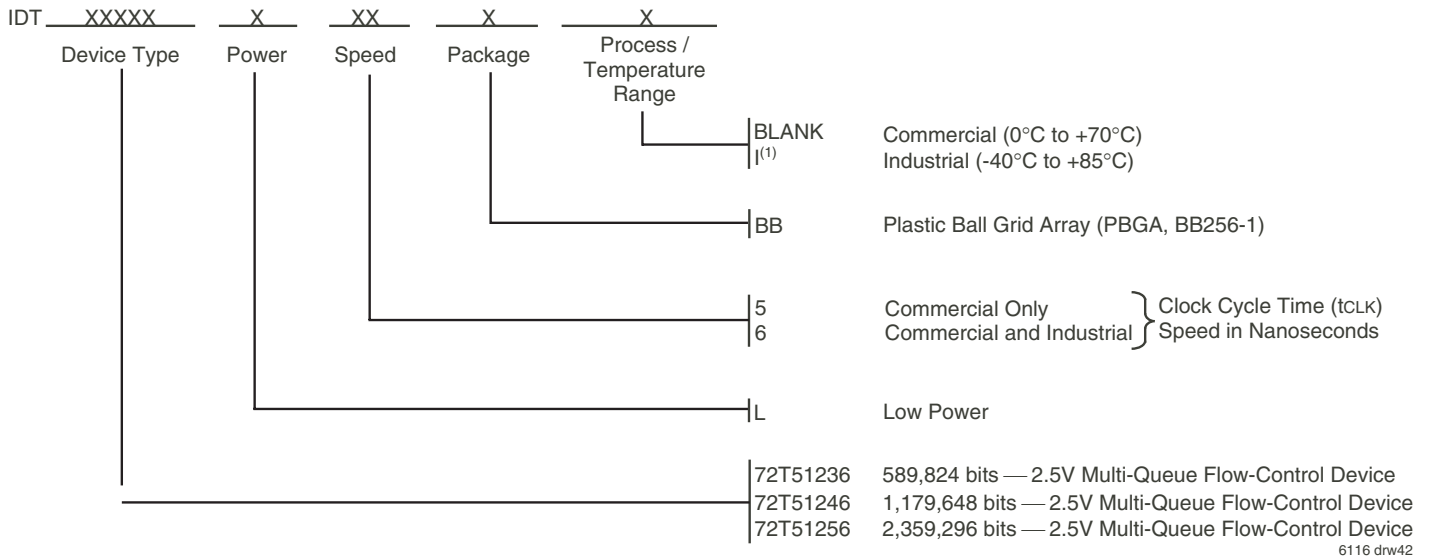 IDT XXXXX X XX X X
Device Type Power Speed Package Process / Temperature Range
BLANK Commercial (0°C to +70°C)
I(1) Industrial (-40°C to +85°C)
BB Plastic Ball Grid Array (PBGA, BB256-1)
5 Commercial Only Clock Cycle Time (tCLK)
6 Commercial and Industrial Speed in Nanoseconds
L Low Power
72T51236 589,824 bits — 2.5V Multi-Queue Flow-Control Device
72T51246 1,179,648 bits — 2.5V Multi-Queue Flow-Control Device
72T51256 2,359,296 bits — 2.5V Multi-Queue Flow-Control Device
6116 drw42